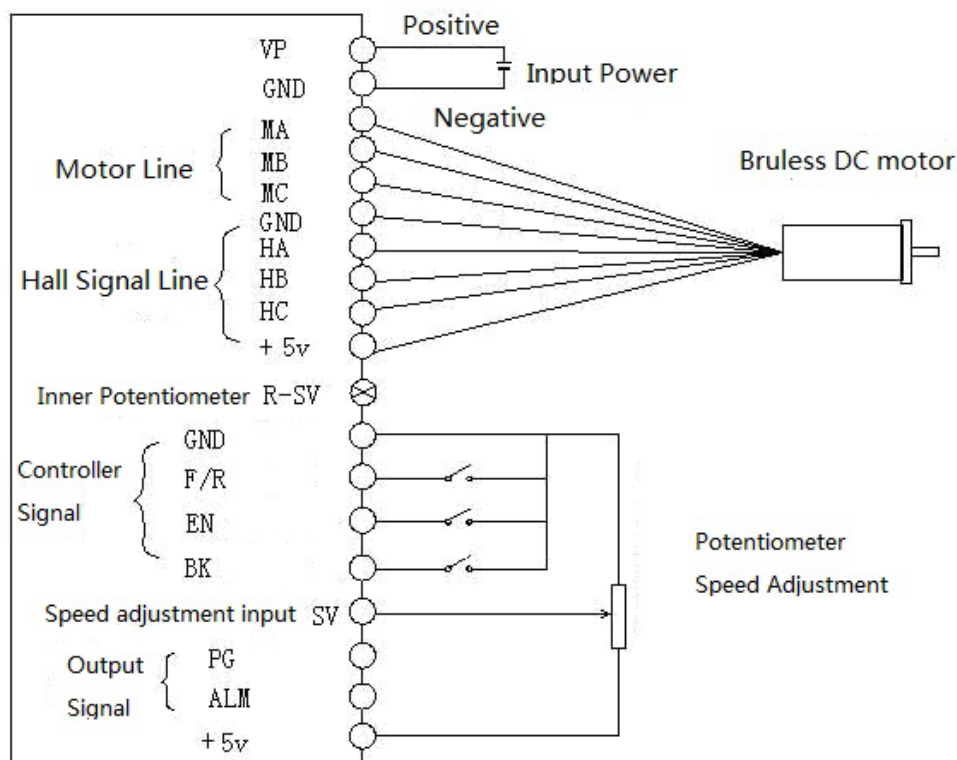 Positive
VP
Input Power
GND
Negative
MA
Motor Line
MB
MC
Bruless DC motor
GND
HA
Hall Signal Line
HB
HC
+5v
Inner Potentiometer R-SV
GND
Controller
Signal
F/R
EN
BK
Potentiometer
Speed Adjustment
Speed adjustment input SV
Output
Signal
PG
ALM
+5v